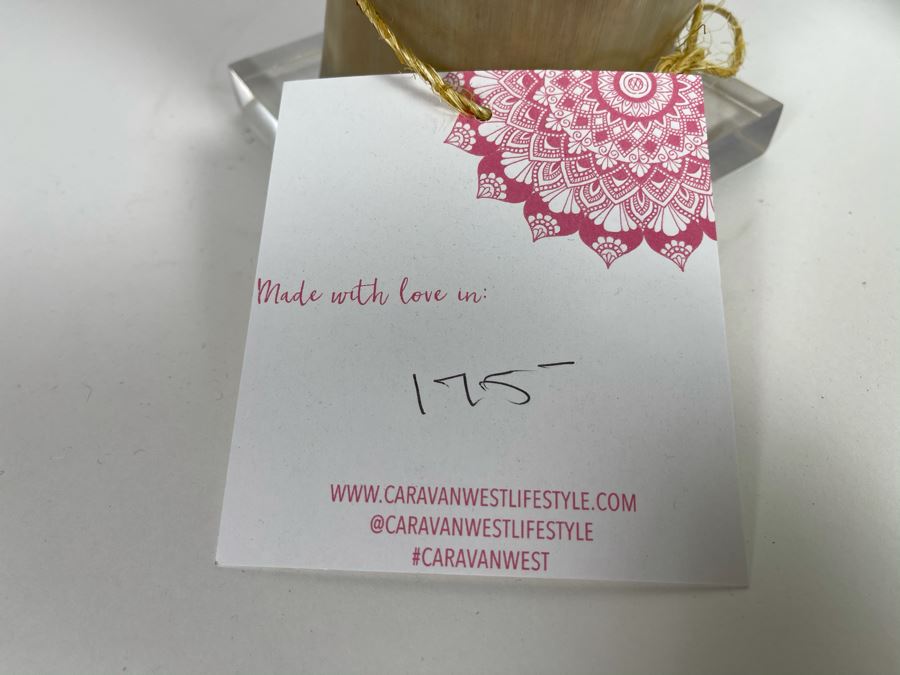 Made with love in:
175-
WWW.CARAVANWESTLIFESTYLE.COM
@CARAVANWESTLIFESTYLE
#CARAVANWEST